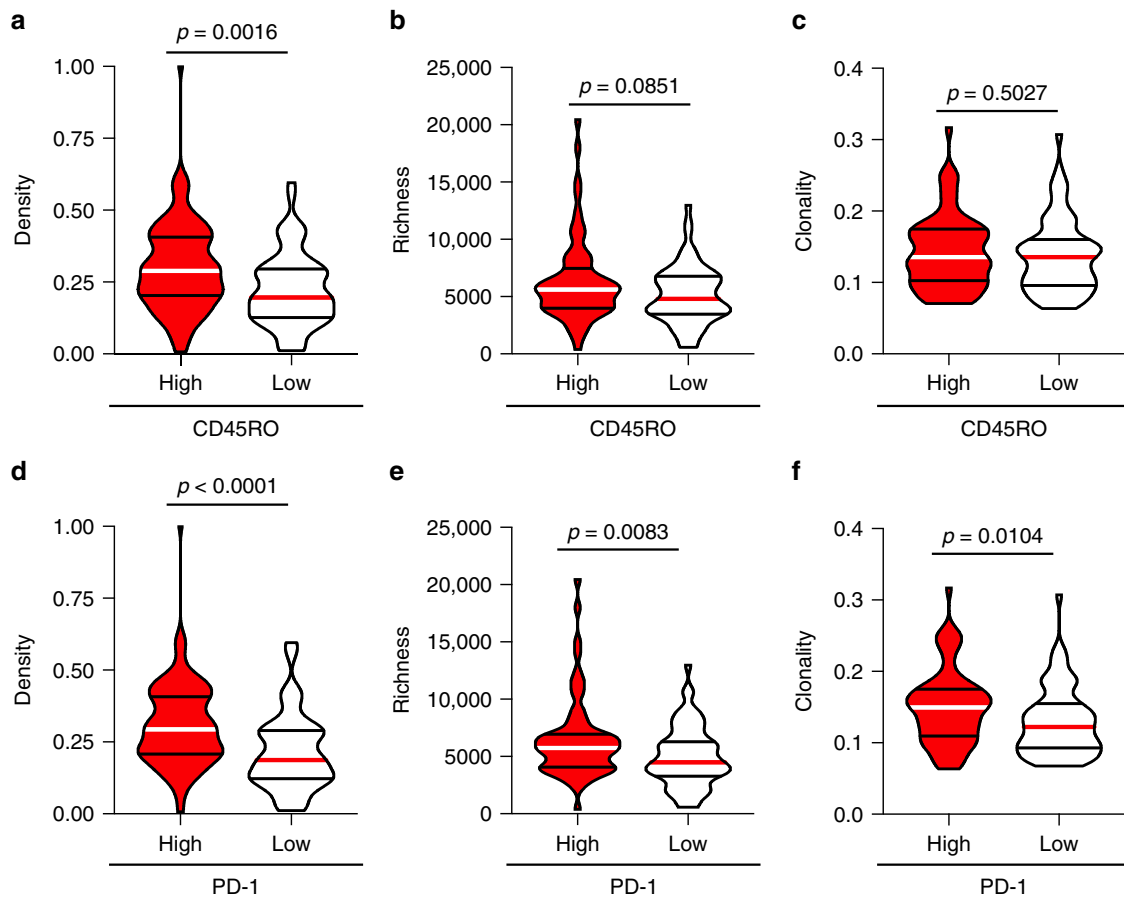 a
p = 0.0016
1.00
0.75
0.50
0.25
0.00
Density
High Low
CD45RO
b
p = 0.0851
25,000
20,000
15,000
10,000
5000
0
Richness
High Low
CD45RO
c
p = 0.5027
0.4
0.3
0.2
0.1
0.0
Clonality
High Low
CD45RO
d
p < 0.0001
1.00
0.75
0.50
0.25
0.00
Density
High Low
PD-1
e
p = 0.0083
25,000
20,000
15,000
10,000
5000
0
Richness
High Low
PD-1
f
p = 0.0104
0.4
0.3
0.2
0.1
0.0
Clonality
High Low
PD-1